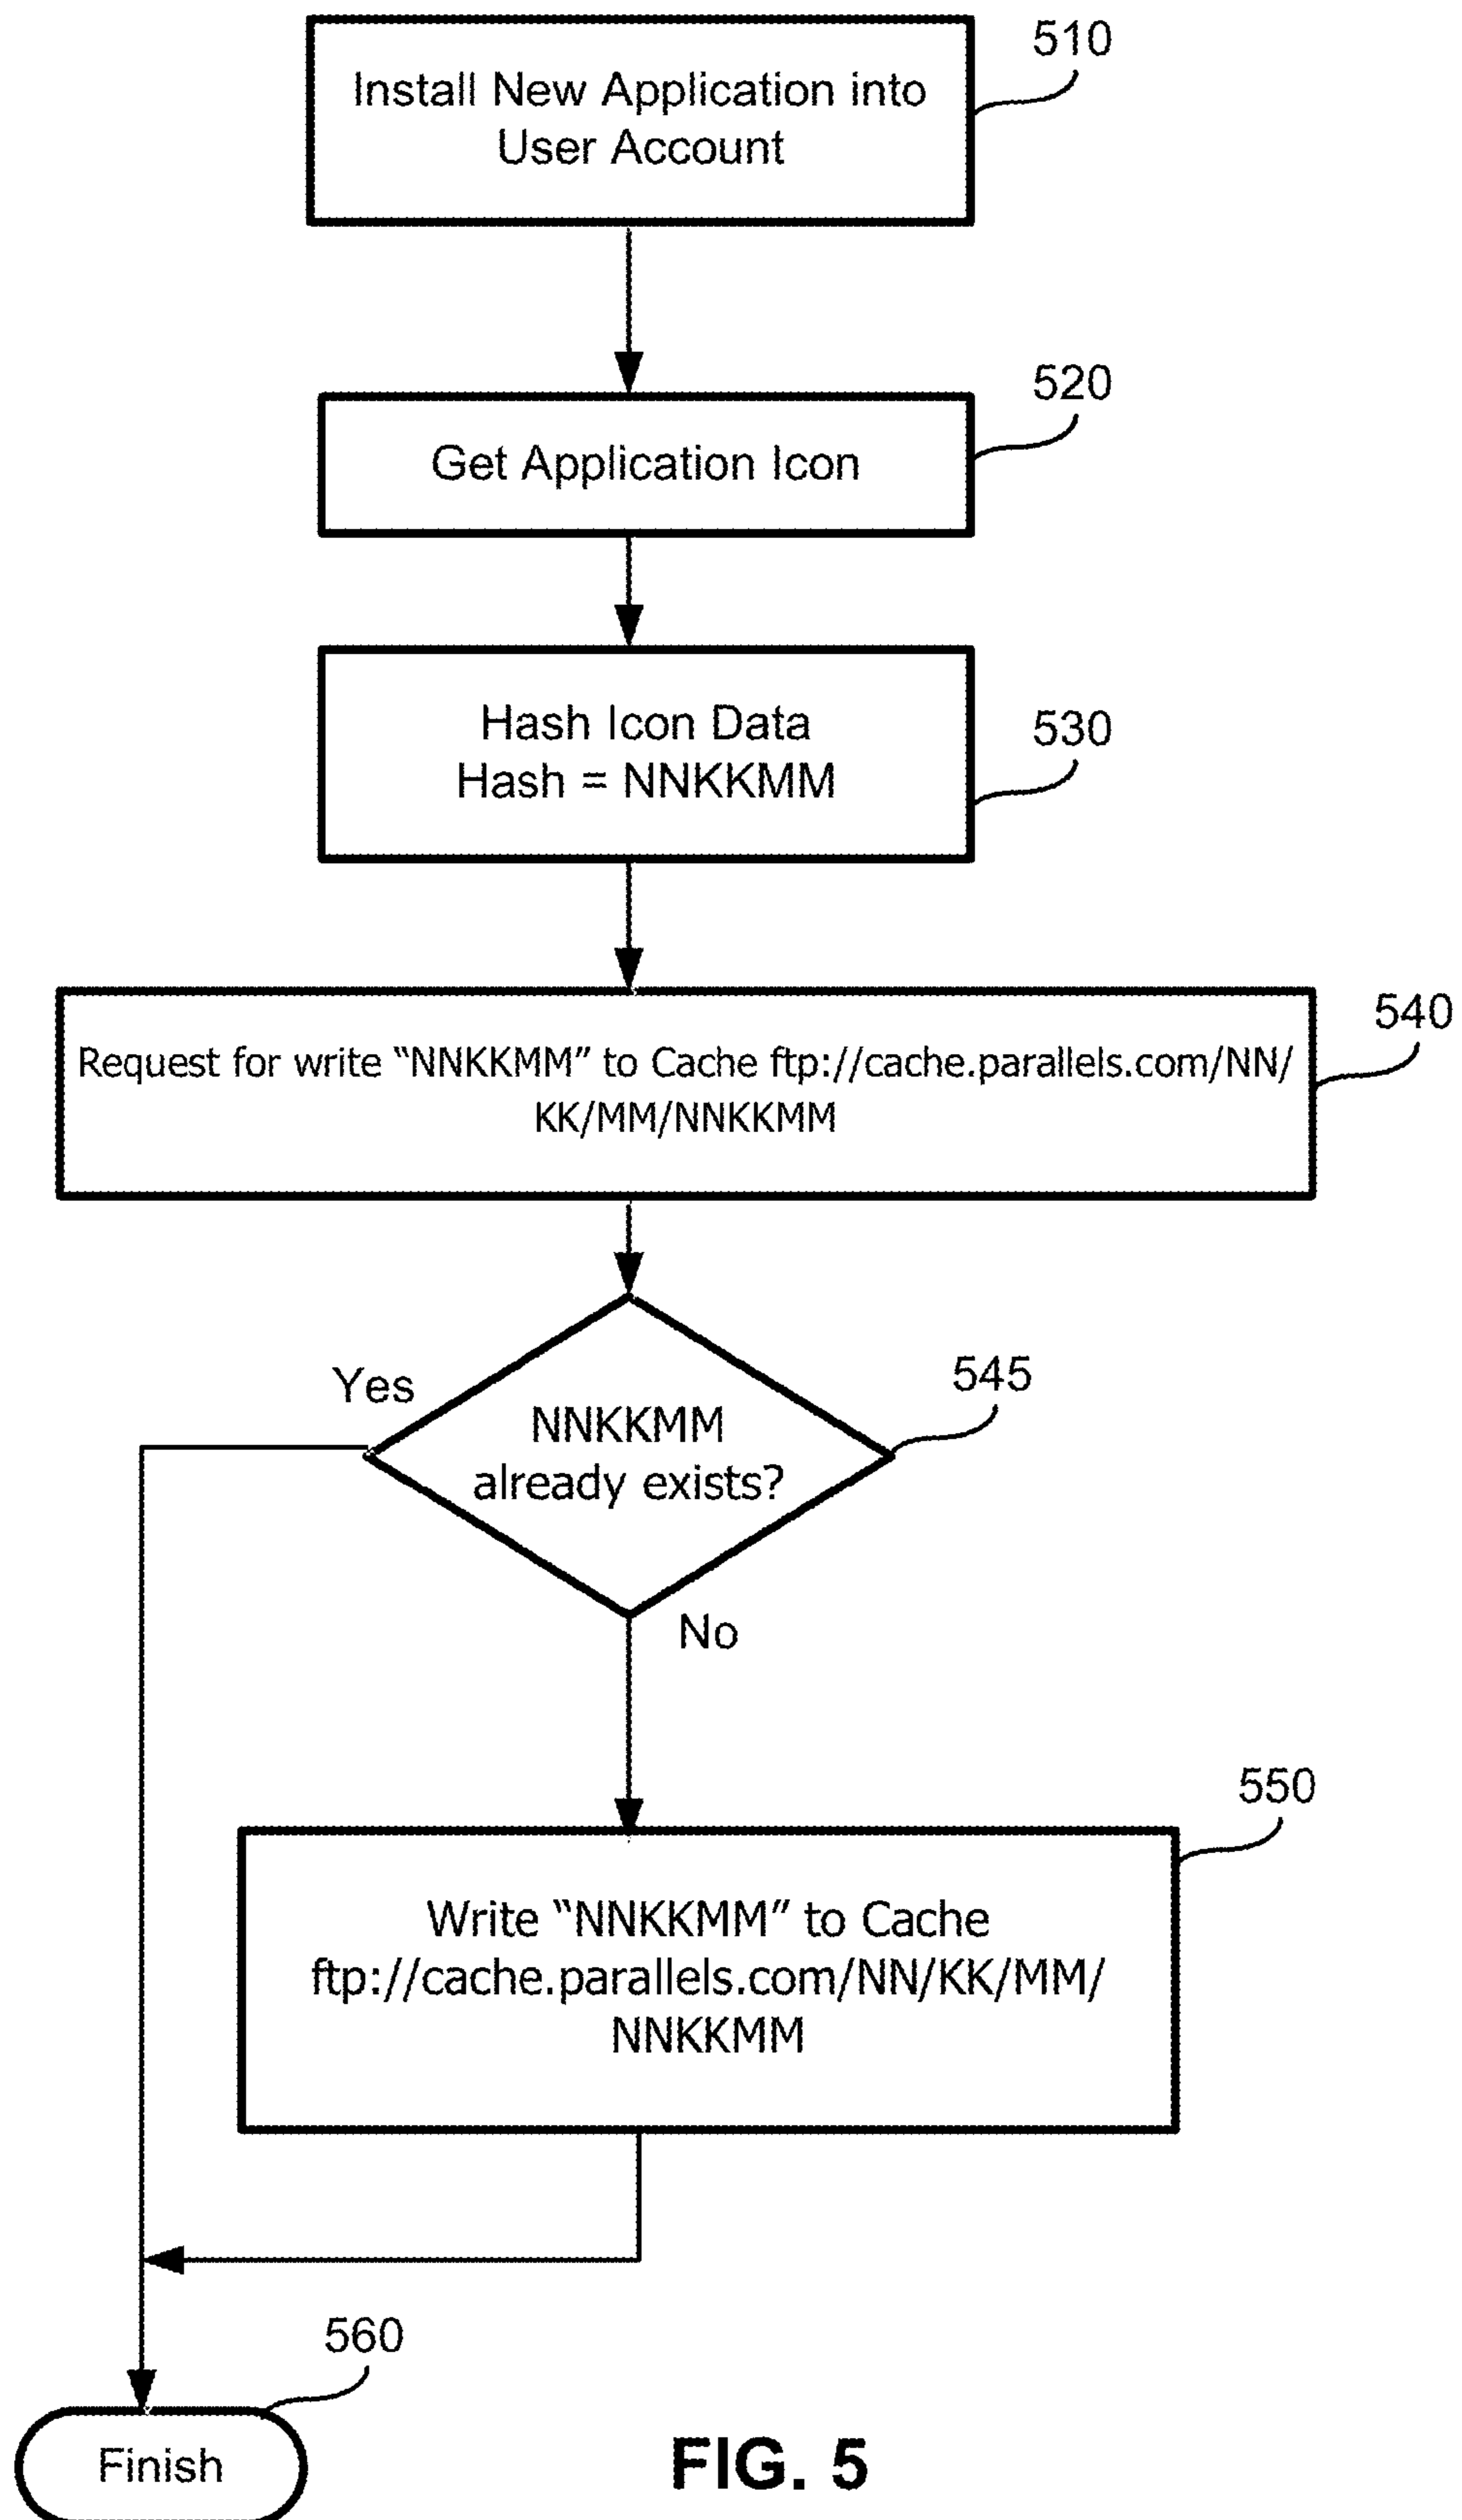 510
Install New Application into
User Account
520
Get Application Icon
530
Hash Icon Data
Hash = NNKKMM
540
Request for write “NNKKMM” to Cache ftp://cache.parallels.com/NN/
KK/MM/NNKKMM
545
Yes
NNKKMM
already exists?
No
550
Write “NNKKMM” to Cache
ftp://cache.parallels.com/NN/KK/MM/
NNKKMM
560
Finish
FIG. 5